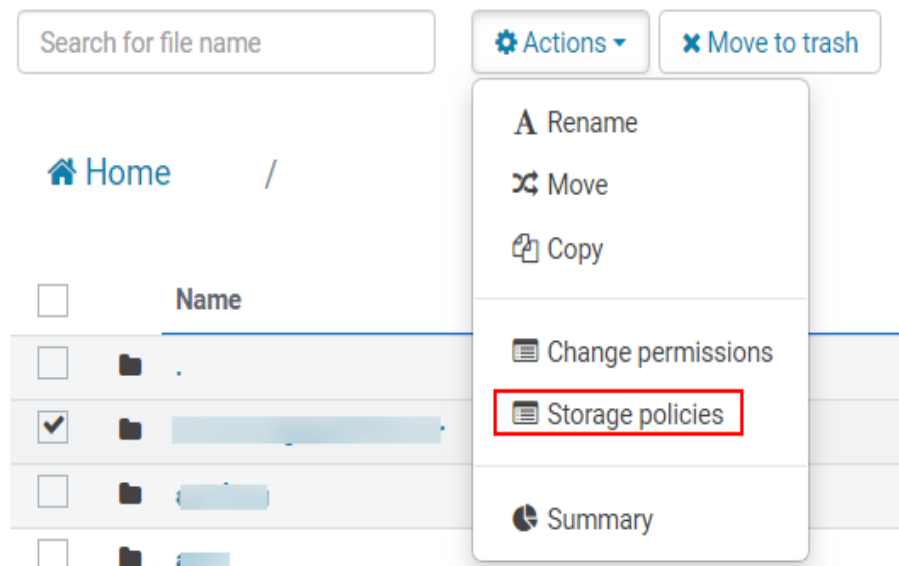 Search for file name
Actions
Move to trash
Rename
Home /
Move
Copy
Name
Change permissions
.
Storage policies
Summary